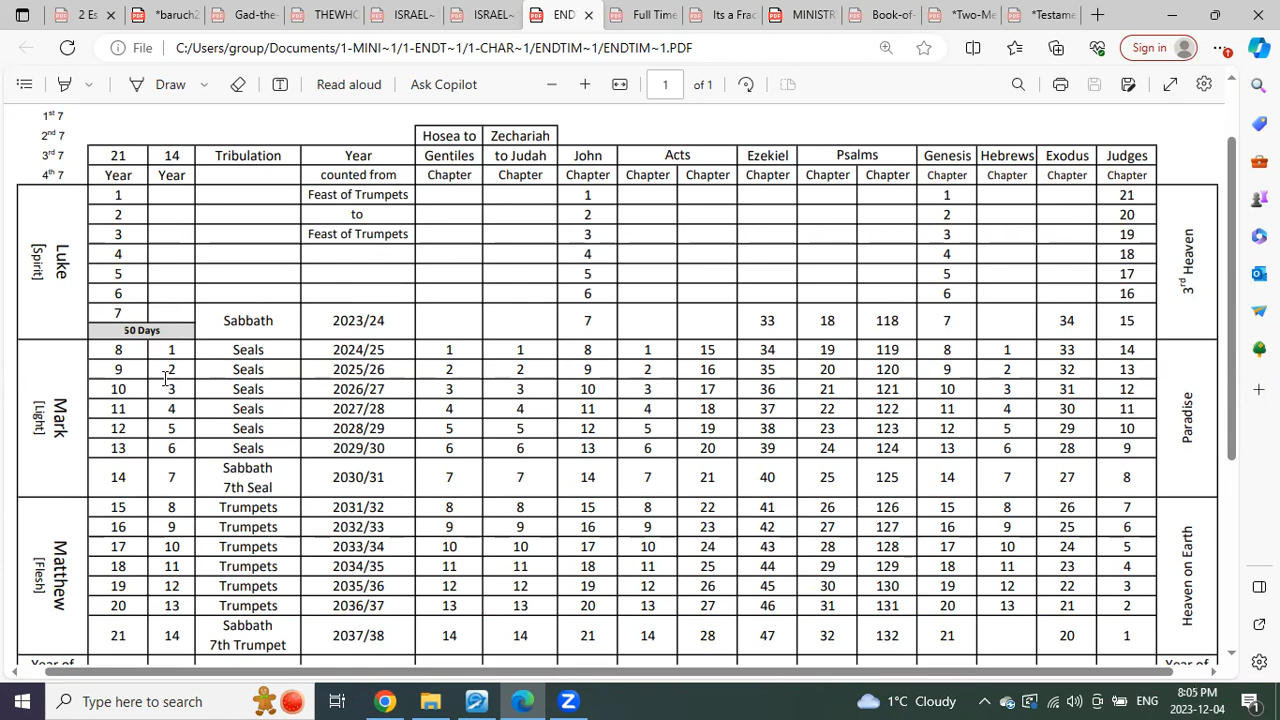 2 Es
*baruch2
Gad-the-
THEWHO
ISRAEL~
ISRAEL~
END
Full Time
Its a Frac
MINISTR
Book-of-
*Two-Me
*Testame
File
C:/Users/group/Documents/1-MINI~1/1-ENDT~1/1-CHAR~1/ENDTIM~1/ENDTIM~1.PDF
Sign in
Draw
Read aloud
Ask Copilot
1
of 1
1st 7
2nd 7
Hosea to Zechariah
3rd 7 21 14 Tribulation Year Gentiles to Judah John Acts Ezekiel Psalms Genesis Hebrews Exodus Judges
4th 7 Year Year counted from Chapter Chapter Chapter Chapter Chapter Chapter Chapter Chapter Chapter Chapter Chapter Chapter
Luke
[Spirit]
1 Feast of Trumpets 1 1 21
2 to 2 2 20
3 Feast of Trumpets 3 3 19
4 4 4 18
5 5 5 17
6 6 6 16
7 Sabbath 2023/24 7 33 18 118 7 34 15
50 Days
3rd Heaven
Mark
[Light]
8 1 Seals 2024/25 1 1 8 1 15 34 19 119 8 1 33 14
9 2 Seals 2025/26 2 2 9 2 16 35 20 120 9 2 32 13
10 3 Seals 2026/27 3 3 10 3 17 36 21 121 10 3 31 12
11 4 Seals 2027/28 4 4 11 4 18 37 22 122 11 4 30 11
12 5 Seals 2028/29 5 5 12 5 19 38 23 123 12 5 29 10
13 6 Seals 2029/30 6 6 13 6 20 39 24 124 13 6 28 9
14 7 Sabbath 2030/31 7 7 14 7 21 40 25 125 14 7 27 8
7th Seal
Paradise
Matthew
[Flesh]
15 8 Trumpets 2031/32 8 8 15 8 22 41 26 126 15 8 26 7
16 9 Trumpets 2032/33 9 9 16 9 23 42 27 127 16 9 25 6
17 10 Trumpets 2033/34 10 10 17 10 24 43 28 128 17 10 24 5
18 11 Trumpets 2034/35 11 11 18 11 25 44 29 129 18 11 23 4
19 12 Trumpets 2035/36 12 12 19 12 26 45 30 130 19 12 22 3
20 13 Trumpets 2036/37 13 13 20 13 27 46 31 131 20 13 21 2
21 14 Sabbath 2037/38 14 14 21 14 28 47 32 132 21 20 1
7th Trumpet
Heaven on Earth
Year of
Year of
Type here to search
1°C Cloudy
ENG
8:05 PM
2023-12-04